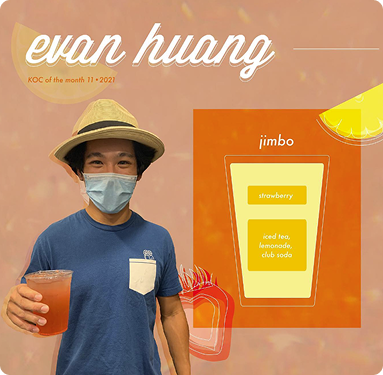 evan huang
KOC of the month 11•2021
jimbo
strawberry
iced tea,
lemonade,
club soda